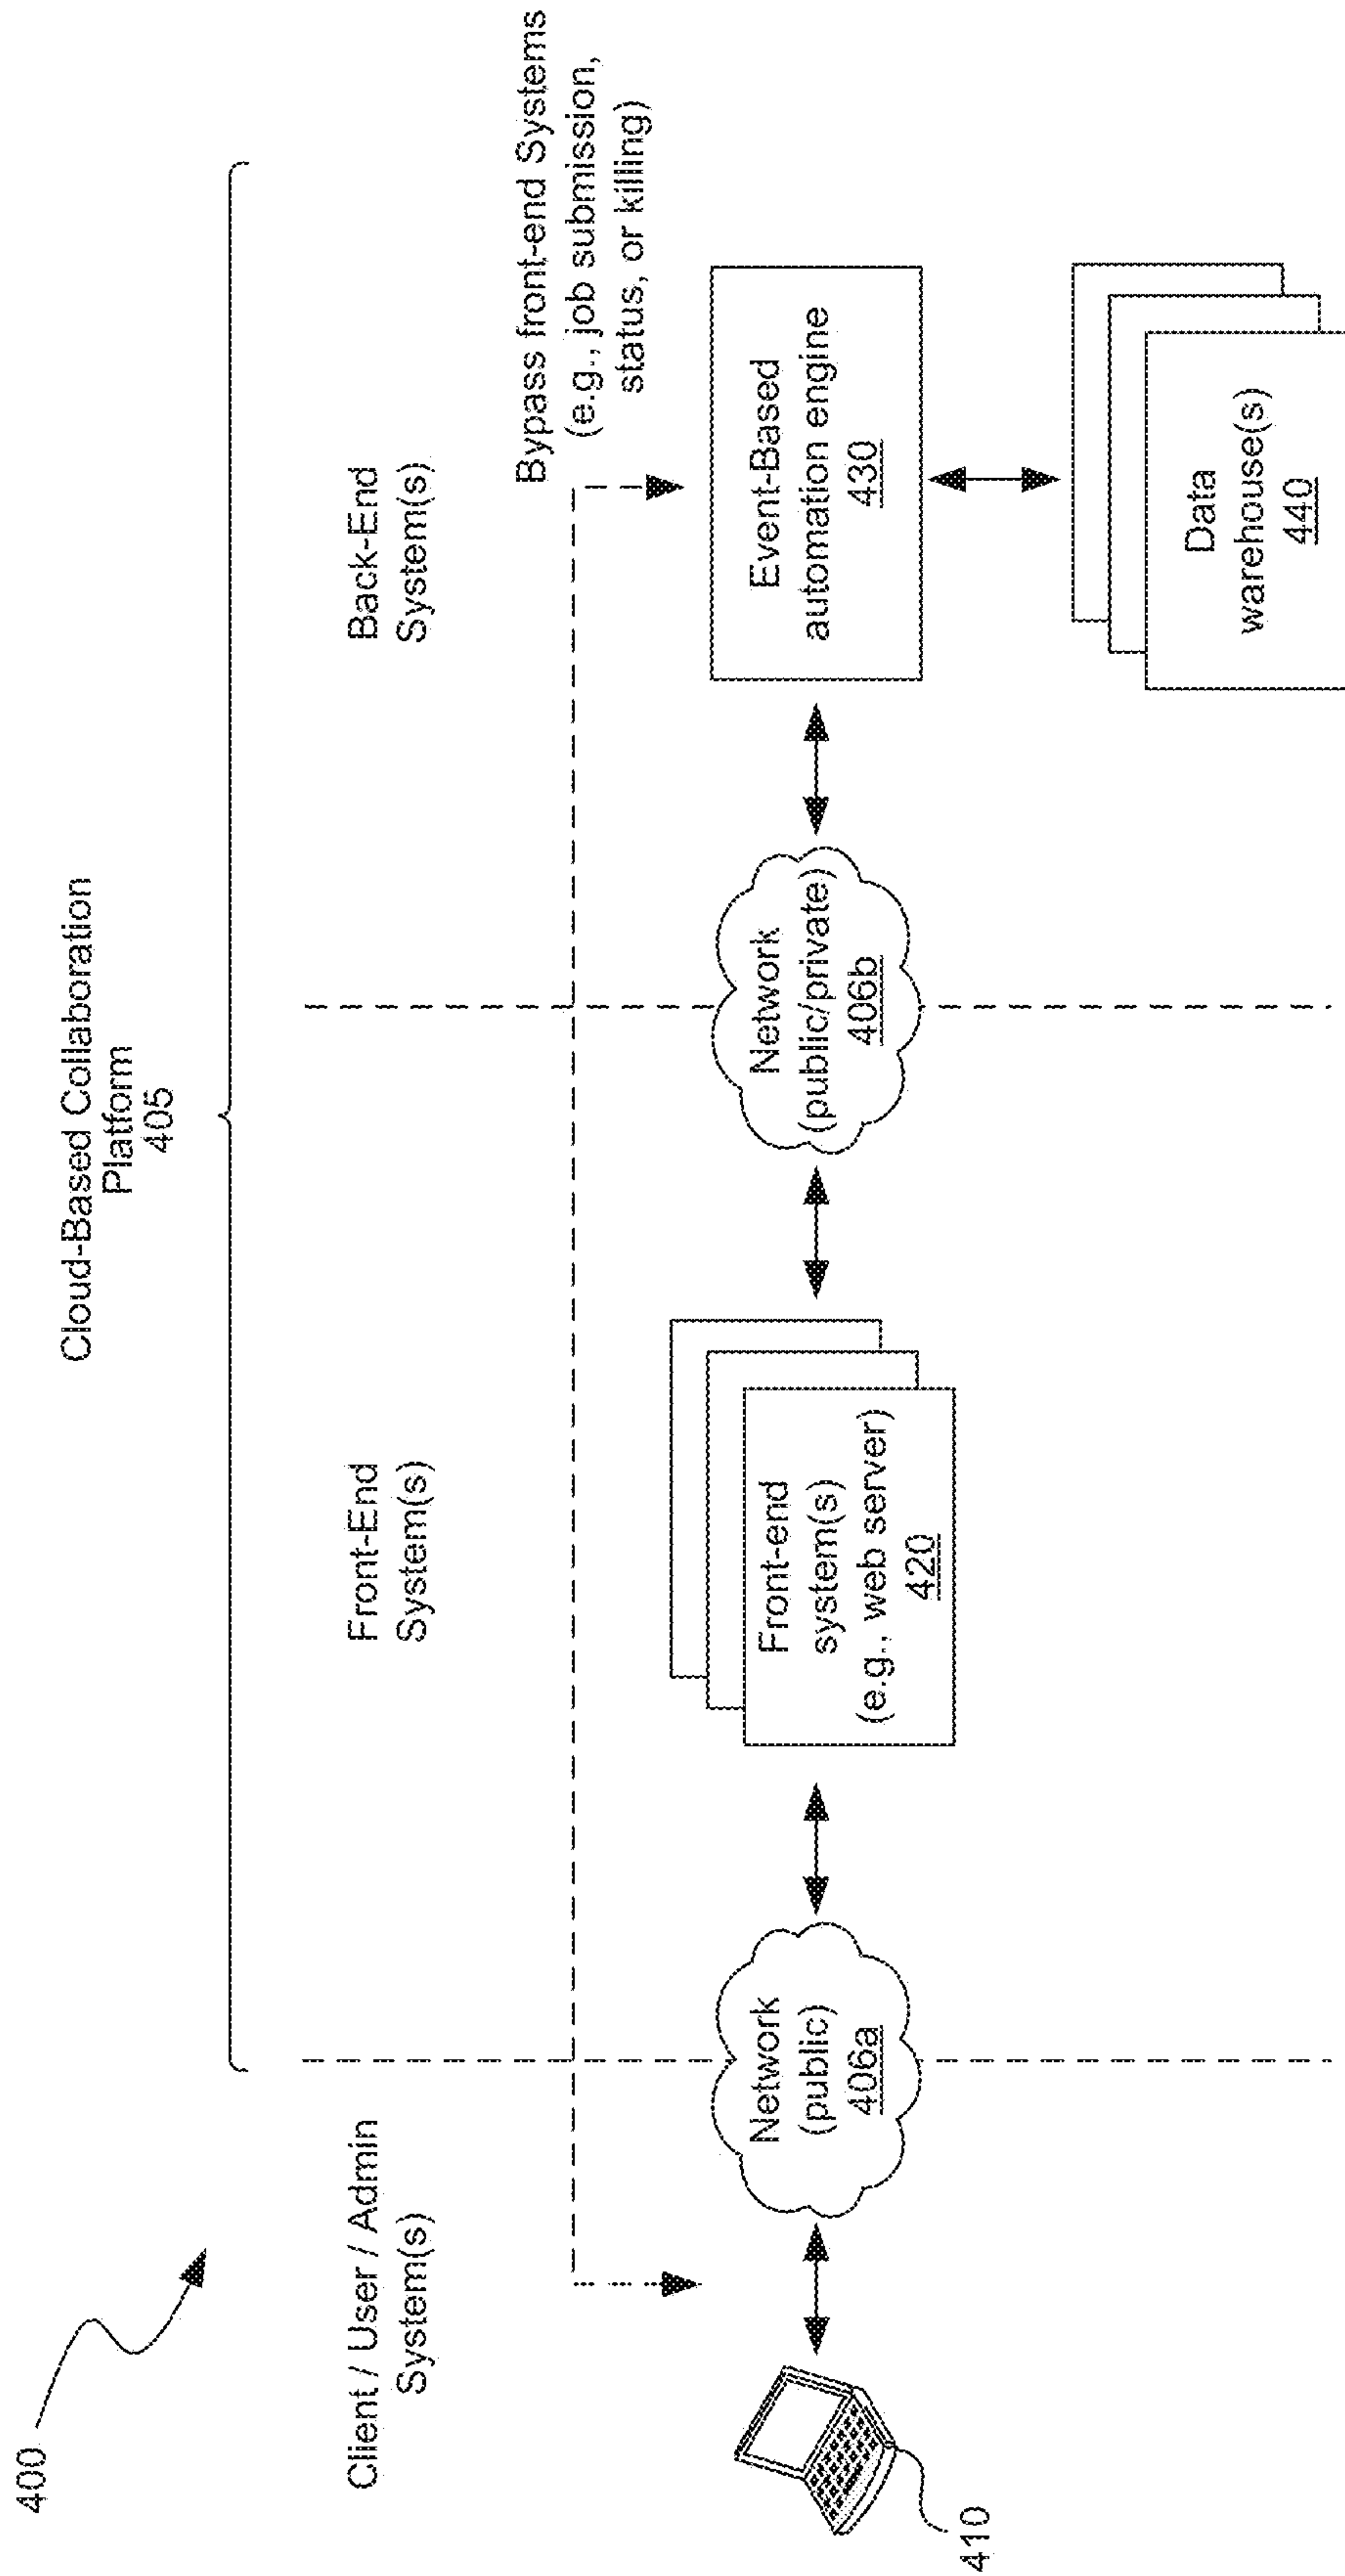 400
Cloud-Based Collaboration
Platform
405
Client / User / Admin
System(s)
Front-End
System(s)
Back-End
System(s)
Bypass front-end Systems
(e.g., job submission,
status, or killing)
410
Network
(public)
406a
Front-end
system(s)
(e.g., web server)
420
Network
(public/private)
406b
Event-Based
automation engine
430
Data
warehouse(s)
440